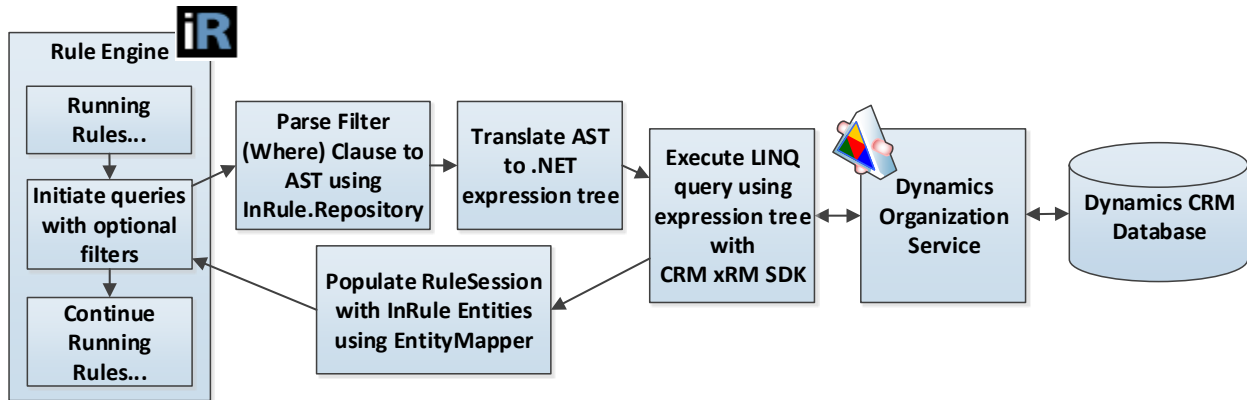 iR
Rule Engine
Running
Rules...
Initiate queries
with optional
filters
Continue
Running
Rules...
Parse Filter
(Where) Clause to
AST using
InRule.Repository
Translate AST
to .NET
expression tree
Execute LINQ
query using
expression tree
with
CRM xRM SDK
Populate RuleSession
with InRule Entities
using EntityMapper
Dynamics
Organization
Service
Dynamics CRM
Database